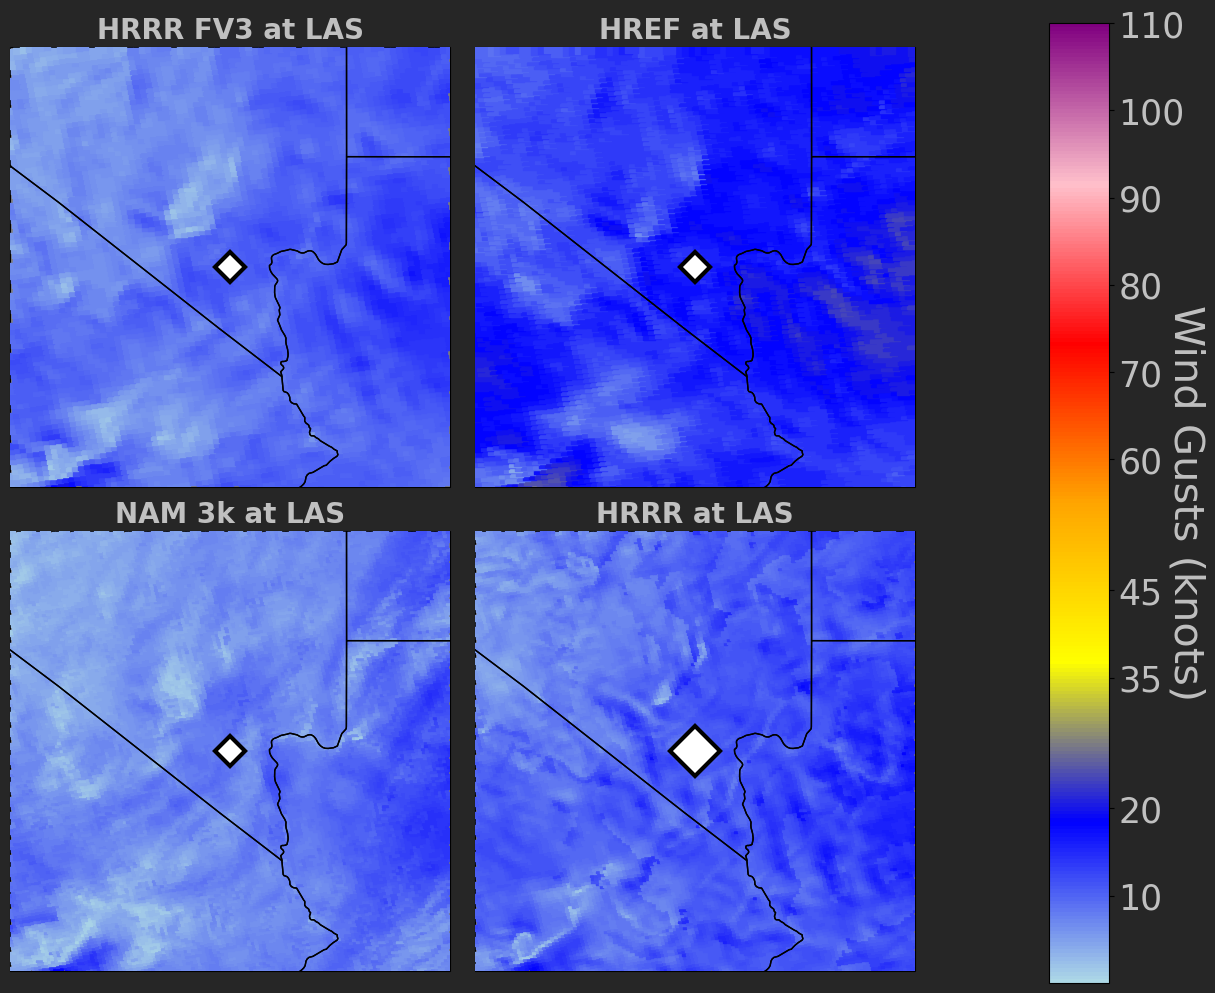 HRRR FV3 at LAS
HREF at LAS
NAM 3k at LAS
HRRR at LAS
110
100
90
80
70
60
45
35
20
10
Wind Gusts (knots)